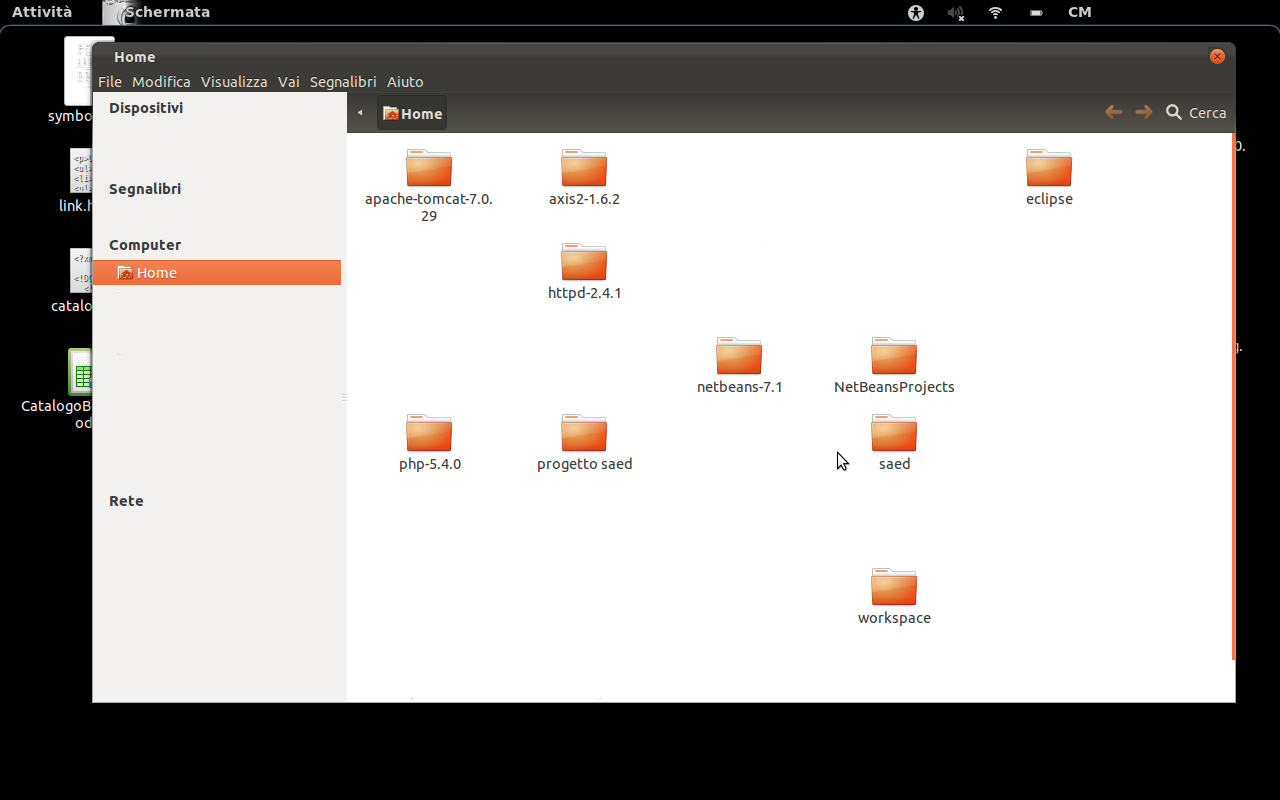 Attività
Schermata
CM
Home
File Modifica Visualizza Vai Segnalibri Aiuto
Dispositivi
Segnalibri
Computer
Home
Rete
Home
Cerca
apache-tomcat-7.0.
29
axis2-1.6.2
eclipse
httpd-2.4.1
netbeans-7.1
NetBeansProjects
php-5.4.0
progetto saed
saed
workspace
symbo
link.h
catalo
CatalogoB
od